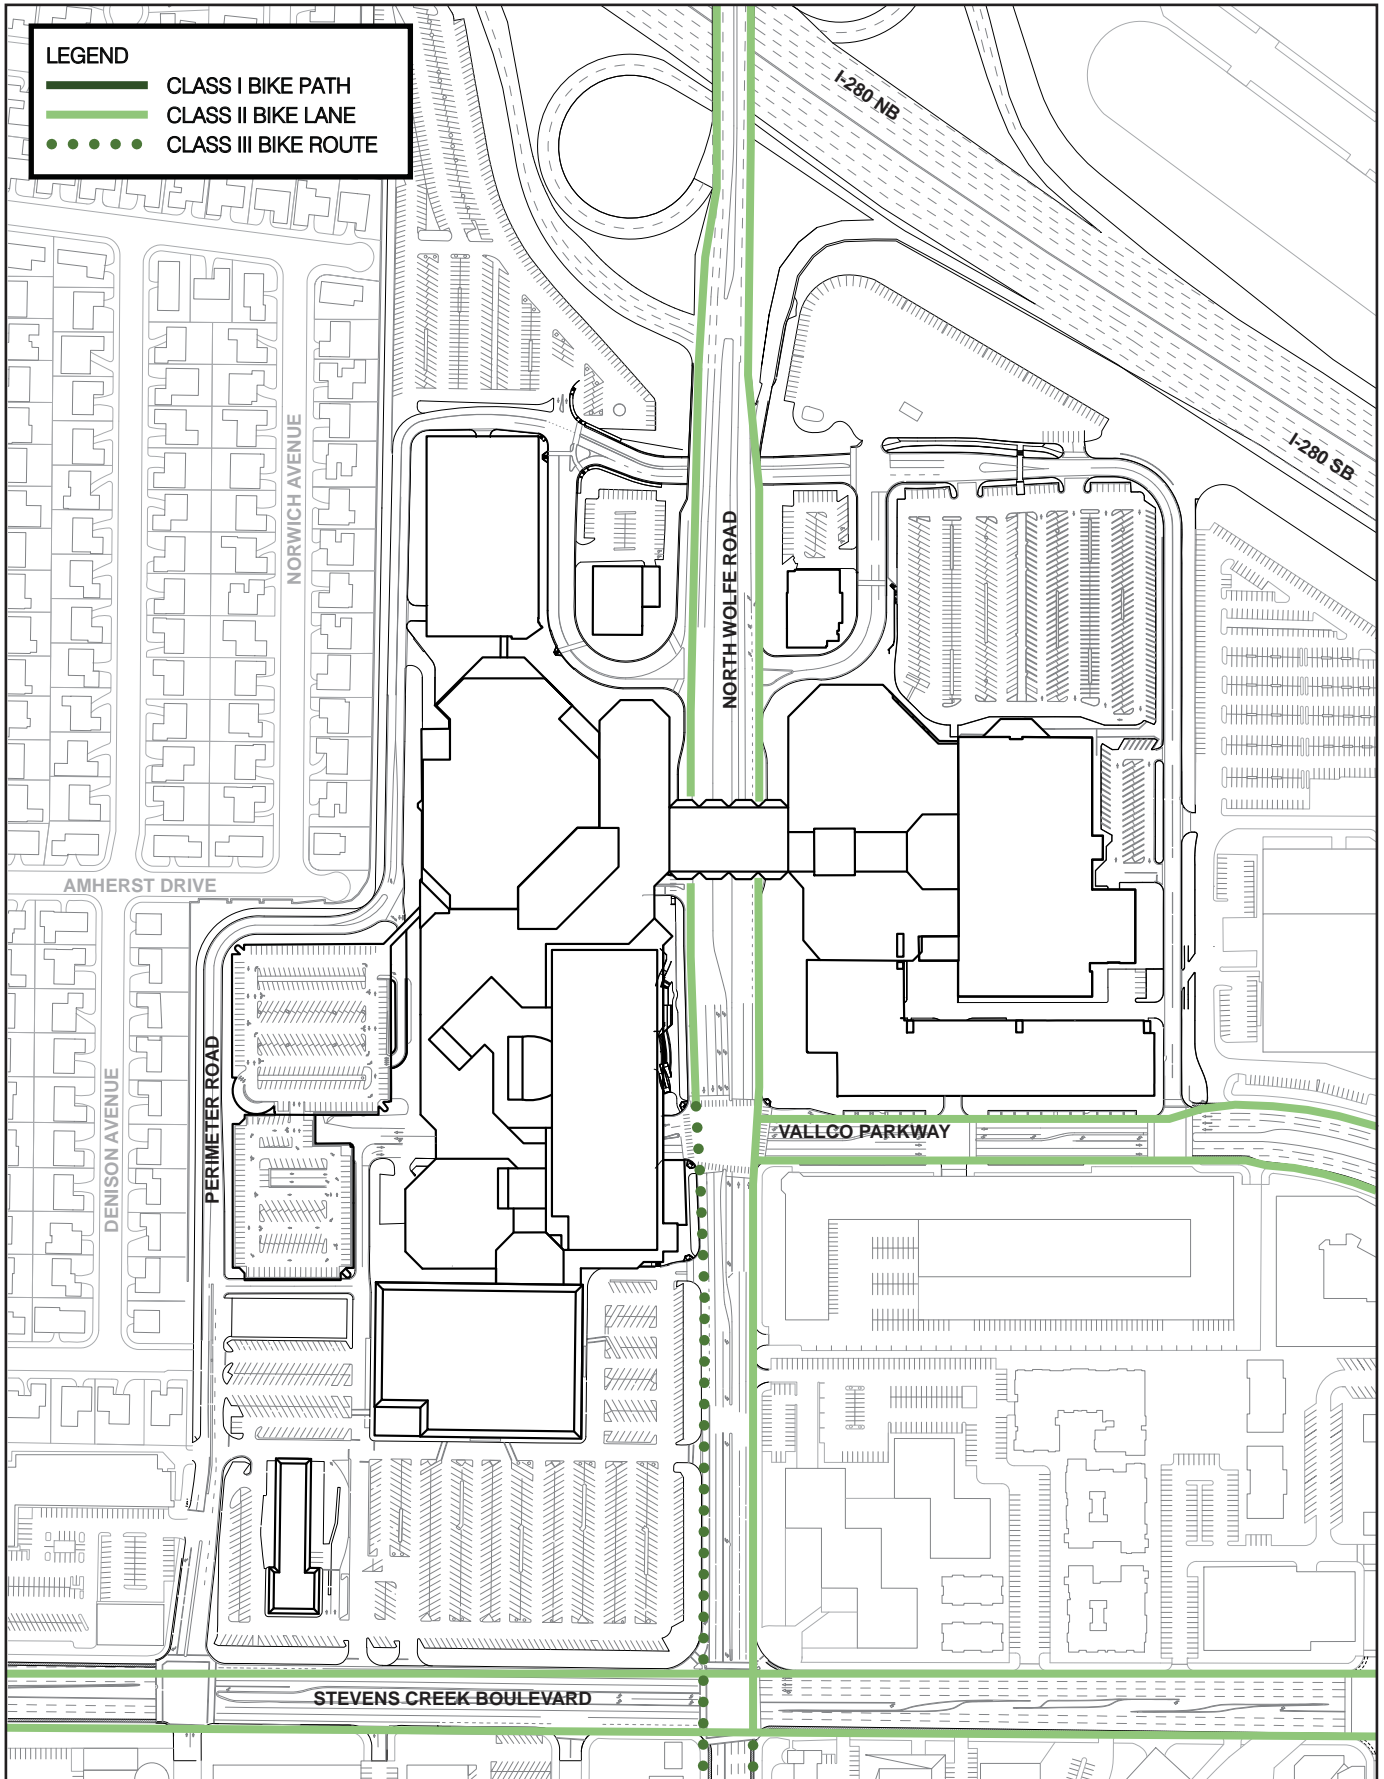 LEGEND
CLASS I BIKE PATH
CLASS II BIKE LANE
CLASS III BIKE ROUTE
I-280 NB
I-280 SB
NORWICH AVENUE
NORTH WOLFE ROAD
AMHERST DRIVE
PERIMETER ROAD
DENISON AVENUE
VALLCO PARKWAY
STEVENS CREEK BOULEVARD